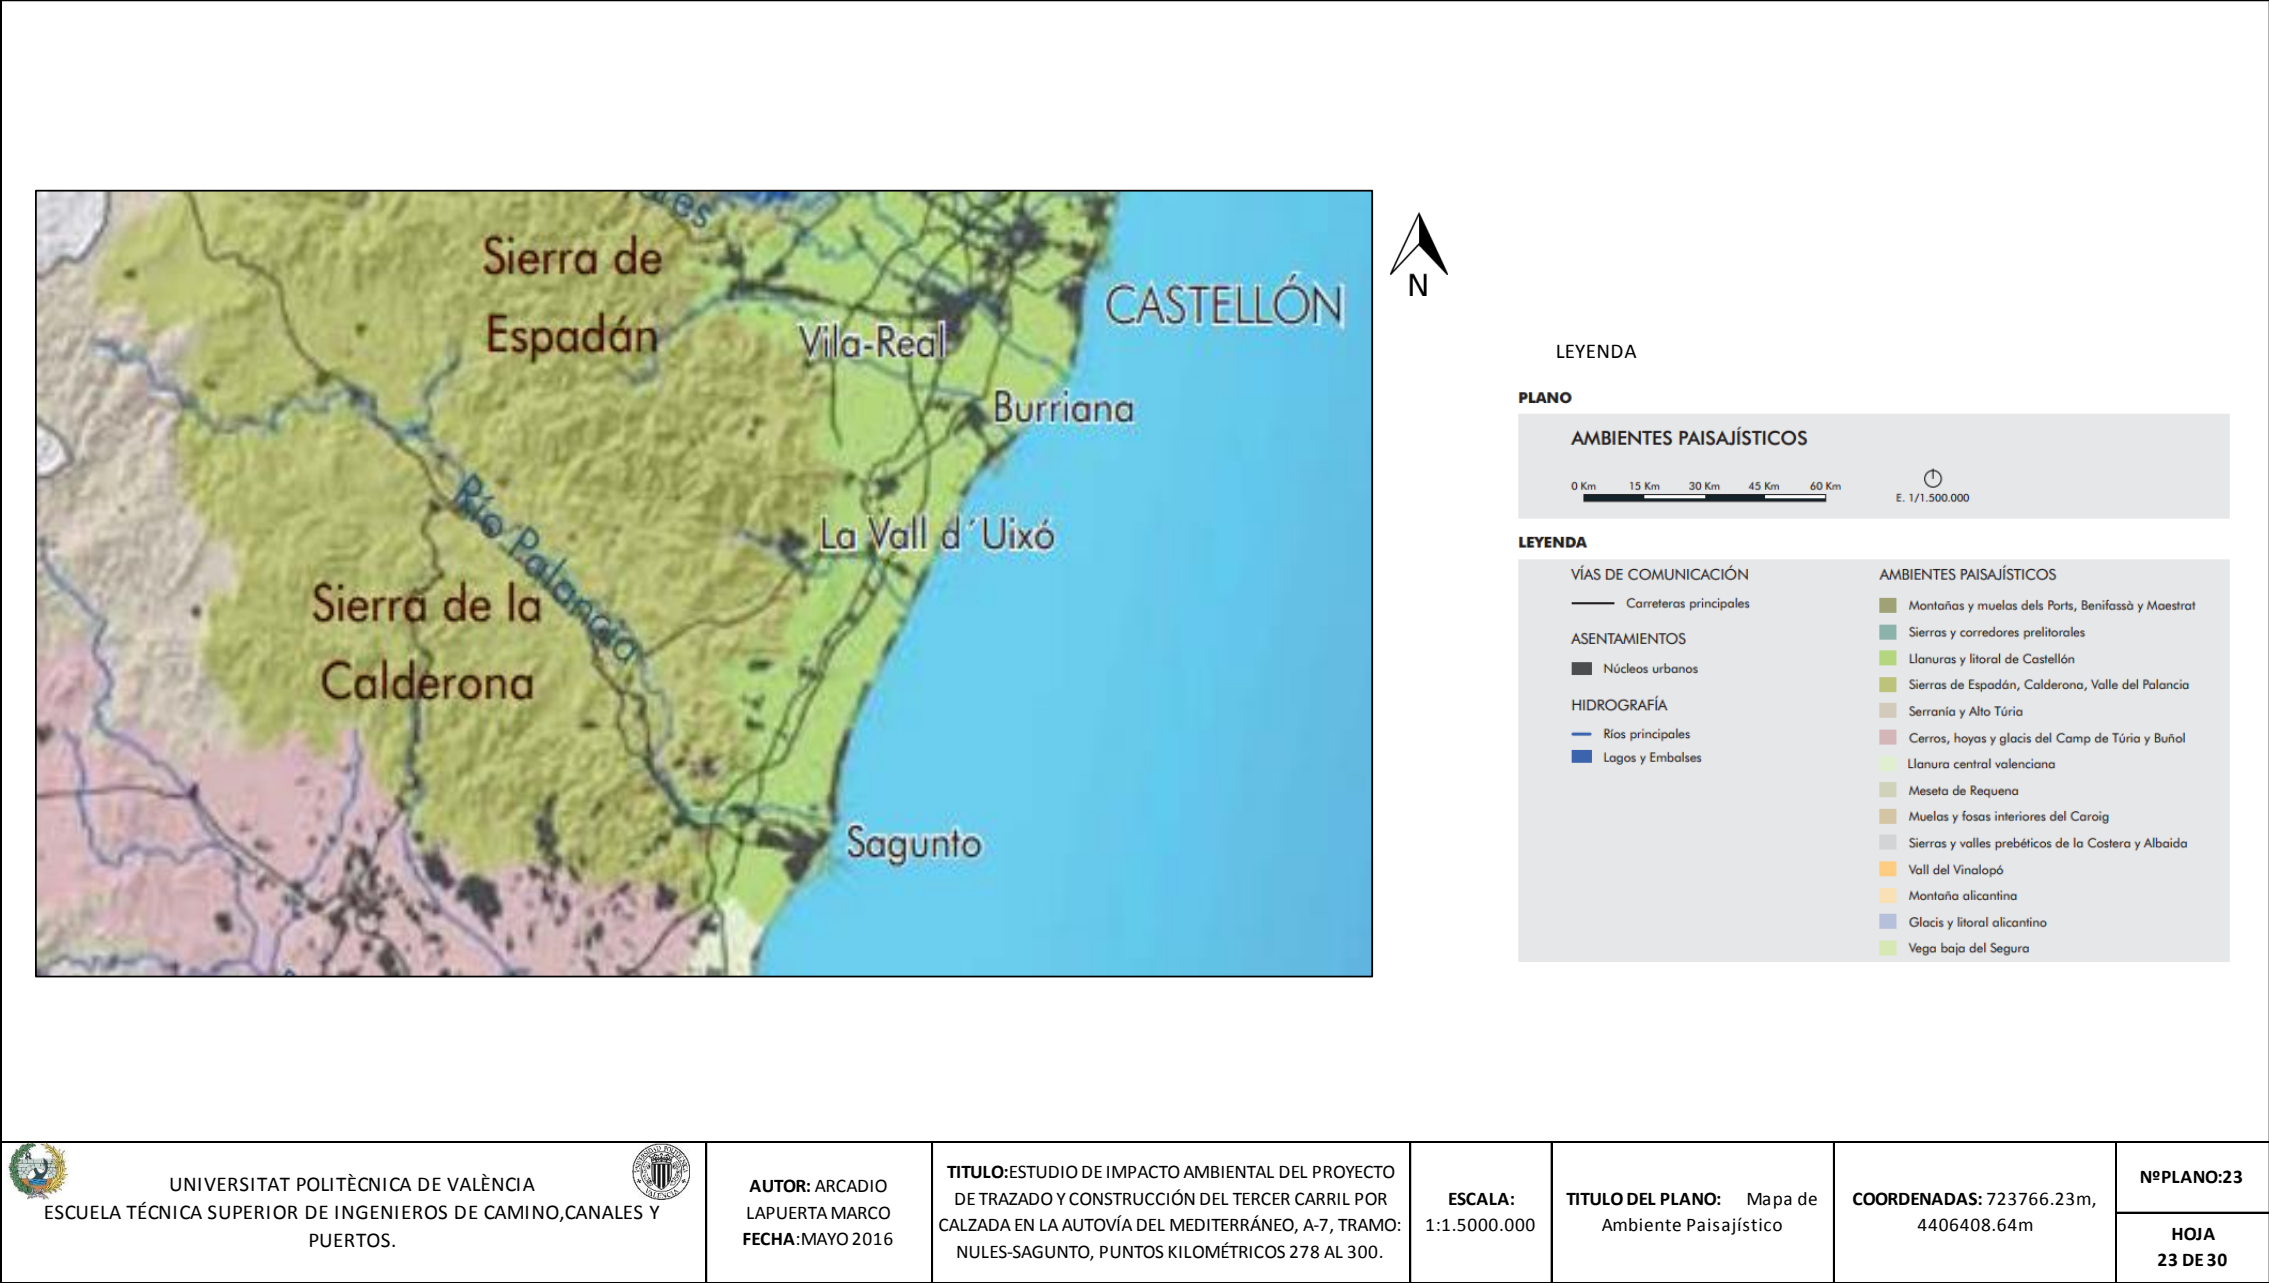 Sierra de
Espadán
CASTELLÓN
Vila-Real
Burriana
Río Palancia
La Vall d´Uixó
Sierra de la
Calderona
Sagunto
N
LEYENDA
PLANO
AMBIENTES PAISAJÍSTICOS
0 Km 15 Km 30 Km 45 Km 60 Km
E. 1/1.500.000
LEYENDA
VÍAS DE COMUNICACIÓN
Carreteras principales
ASENTAMIENTOS
Núcleos urbanos
HIDROGRAFÍA
Ríos principales
Lagos y Embalses
AMBIENTES PAISAJÍSTICOS
Montañas y muelas dels Ports, Benifassà y Maestrat
Sierras y corredores prelitorales
Llanuras y litoral de Castellón
Sierras de Espadán, Calderona, Valle del Palancia
Serranía y Alto Túria
Cerros, hoyas y glacis del Camp de Túria y Buñol
Llanura central valenciana
Meseta de Requena
Muelas y fosas interiores del Caroig
Sierras y valles prebéticos de la Costera y Albaida
Vall del Vinalopó
Montaña alicantina
Glacis y litoral alicantino
Vega baja del Segura
UNIVERSITAT POLITÈCNICA DE VALÈNCIA
ESCUELA TÉCNICA SUPERIOR DE INGENIEROS DE CAMINO,CANALES Y
PUERTOS.
AUTOR: ARCADIO
LAPUERTA MARCO
FECHA:MAYO 2016
TITULO:ESTUDIO DE IMPACTO AMBIENTAL DEL PROYECTO
DE TRAZADO Y CONSTRUCCIÓN DEL TERCER CARRIL POR
CALZADA EN LA AUTOVÍA DEL MEDITERRÁNEO, A-7, TRAMO:
NULES-SAGUNTO, PUNTOS KILOMÉTRICOS 278 AL 300.
ESCALA:
1:1.5000.000
TITULO DEL PLANO: Mapa de
Ambiente Paisajístico
COORDENADAS: 723766.23m,
4406408.64m
NºPLANO:23
HOJA
23 DE 30